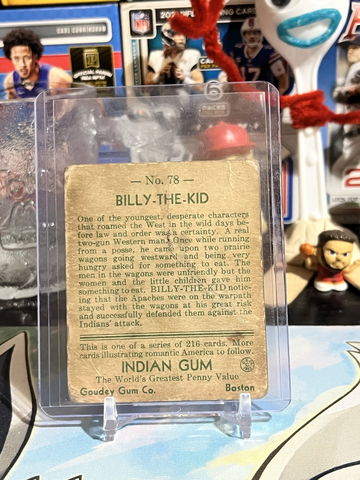 CADE CUNNINGHAM
— No. 78 —
BILLY-THE-KID
One of the youngest, desperate characters
that roamed the West in the wild days be-
fore law and order was a certainty. A real
two-gun Western man. Once while running
from a posse, he came upon two prairie
wagons going westward and being very
hungry asked for something to eat. The
men in the wagons were unfriendly but the
women and the little children gave him
something to eat. BILLY-THE-KID notic-
ing that the Apaches were on the warpath
stayed with the wagons at his great risk
and successfully defended them against the
Indians' attack.
This is one of a series of 216 cards. More
cards illustrating romantic America to follow.
INDIAN GUM
The World's Greatest Penny Value
Goudey Gum Co. Boston